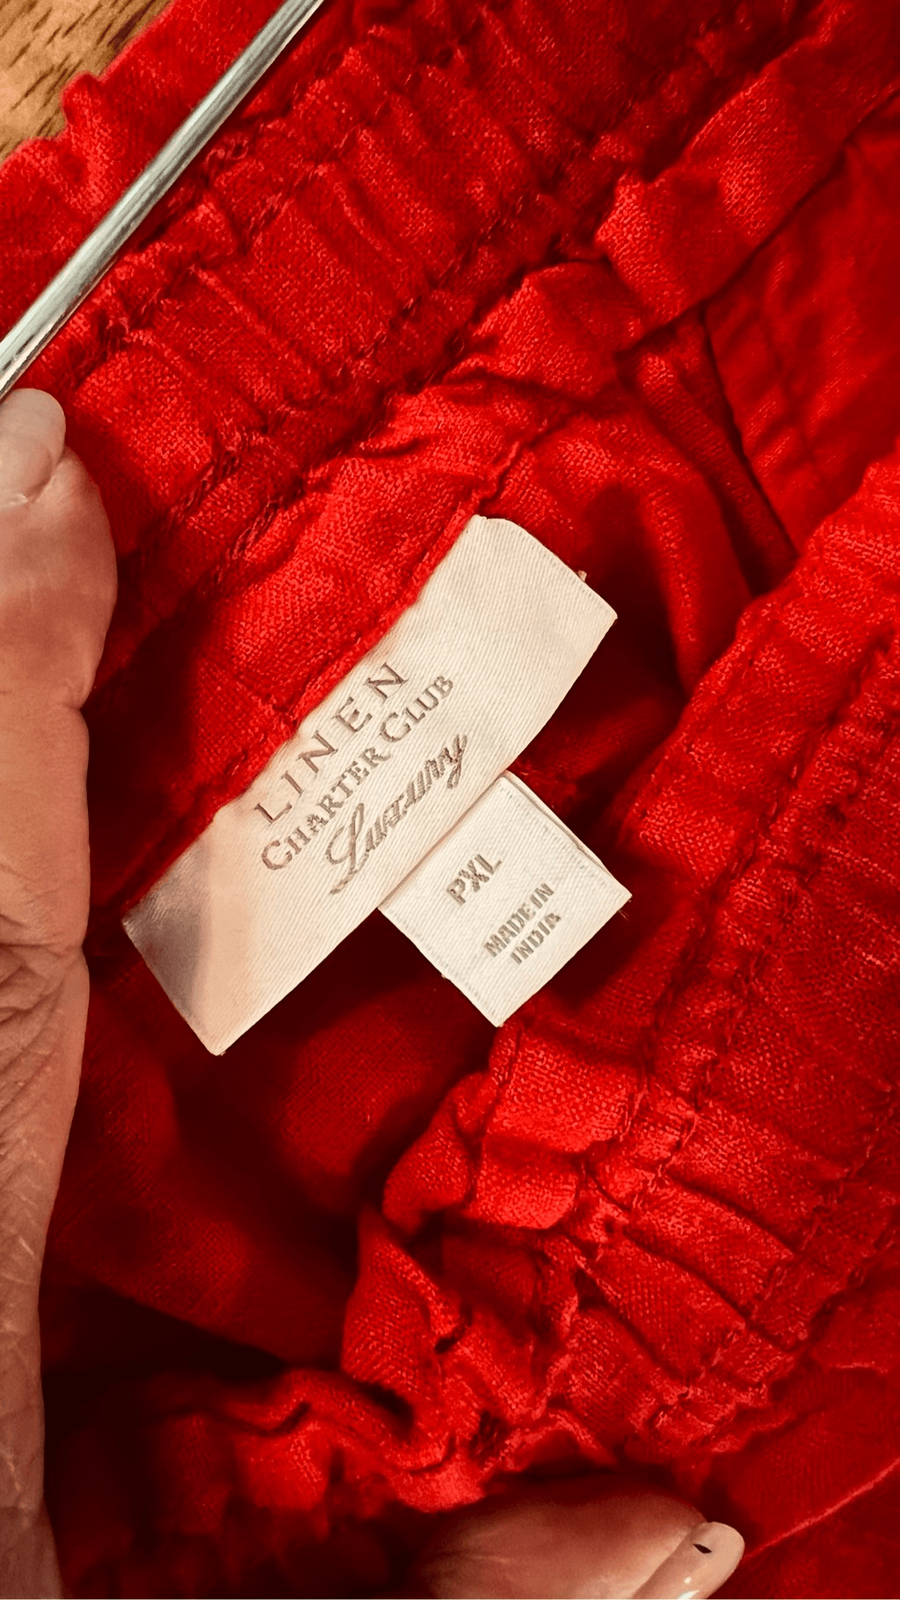 LINEN
CHARTER CLUB
Luxury
PXL
MADE IN
INDIA